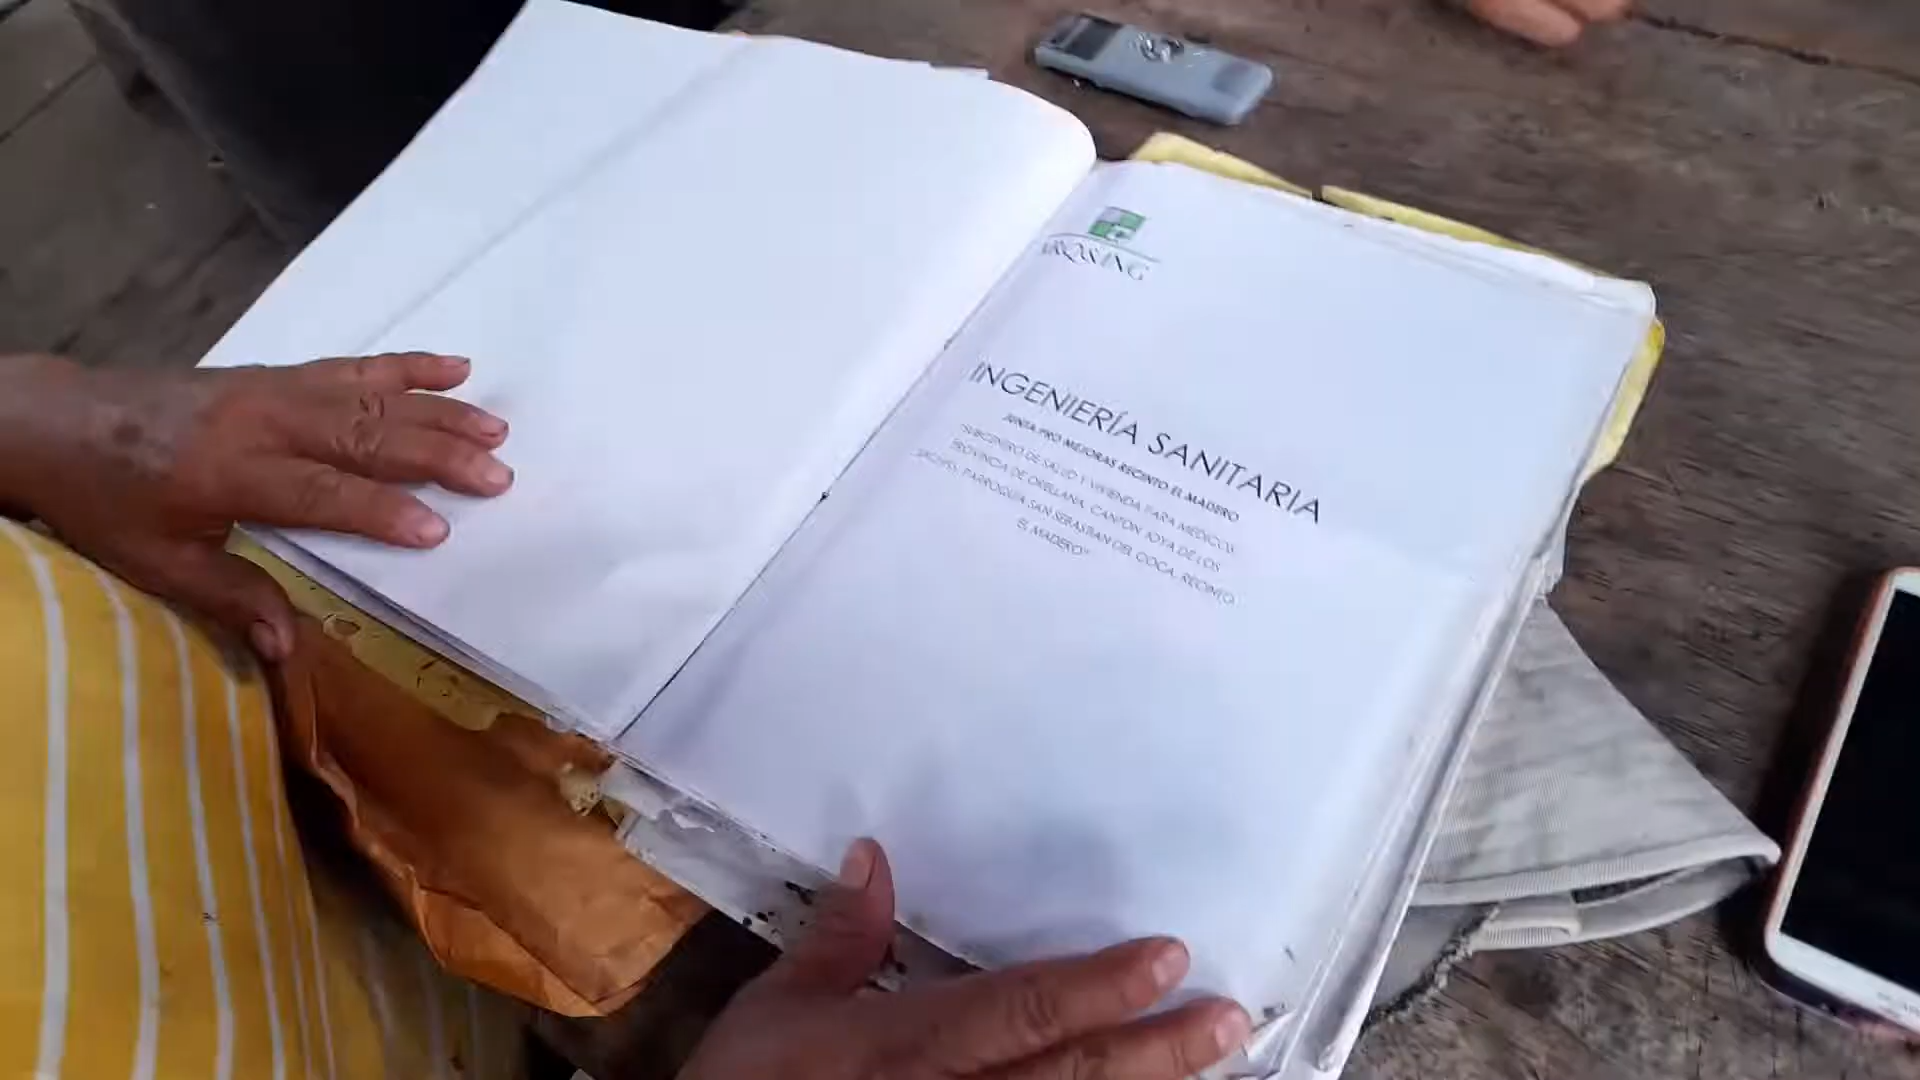 ARQSING
INGENIERÍA SANITARIA
JUNTA PRO MEJORAS RECINTO EL MADERO
"SUBCENTRO DE SALUD Y VIVIENDA PARA MEDICOS
PROVINCIA DE ORELLANA, CANTON JOYA DE LOS
SACHAS, PARROQUIA SAN SEBASTIAN DEL COCA, RECINTO
EL MADERO"